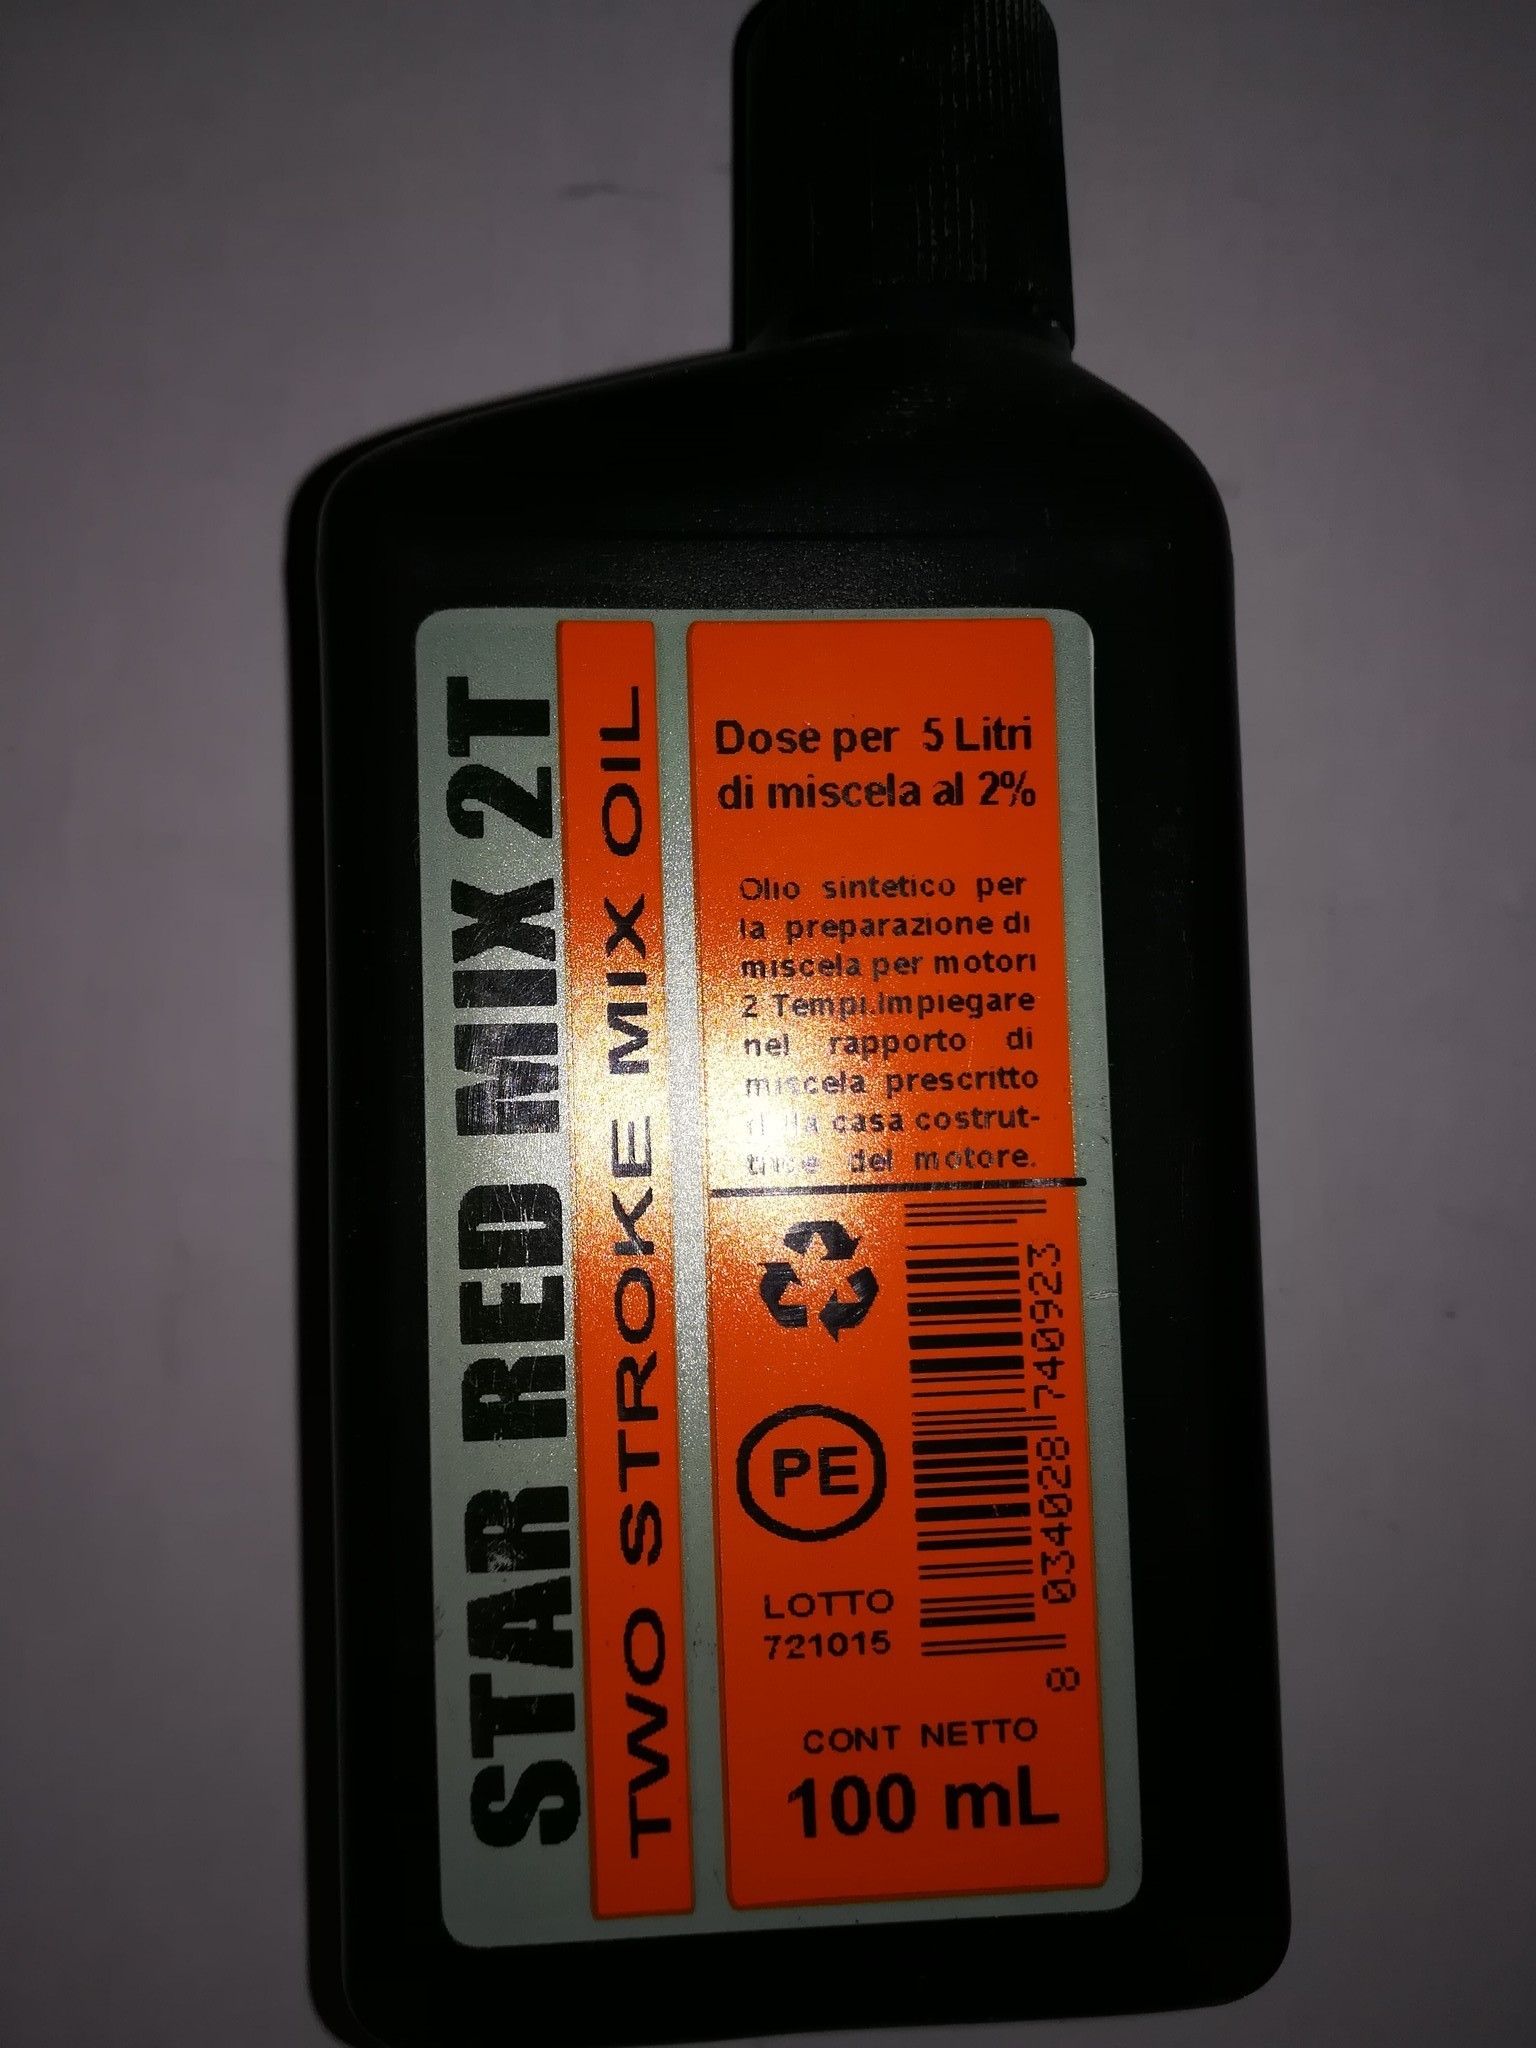 STAR RED MIX 2T
TWO STROKE MIX OIL
Dose per 5 Litri
di miscela al 2%
Olio sintetico per
la preparazione di
miscela per motori
2 Tempi.Impiegare
nel rapporto di
miscela prescritto
dalla casa costrut-
trice del motore.
PE
LOTTO
721015
8 034028 740923
CONT NETTO
100 mL